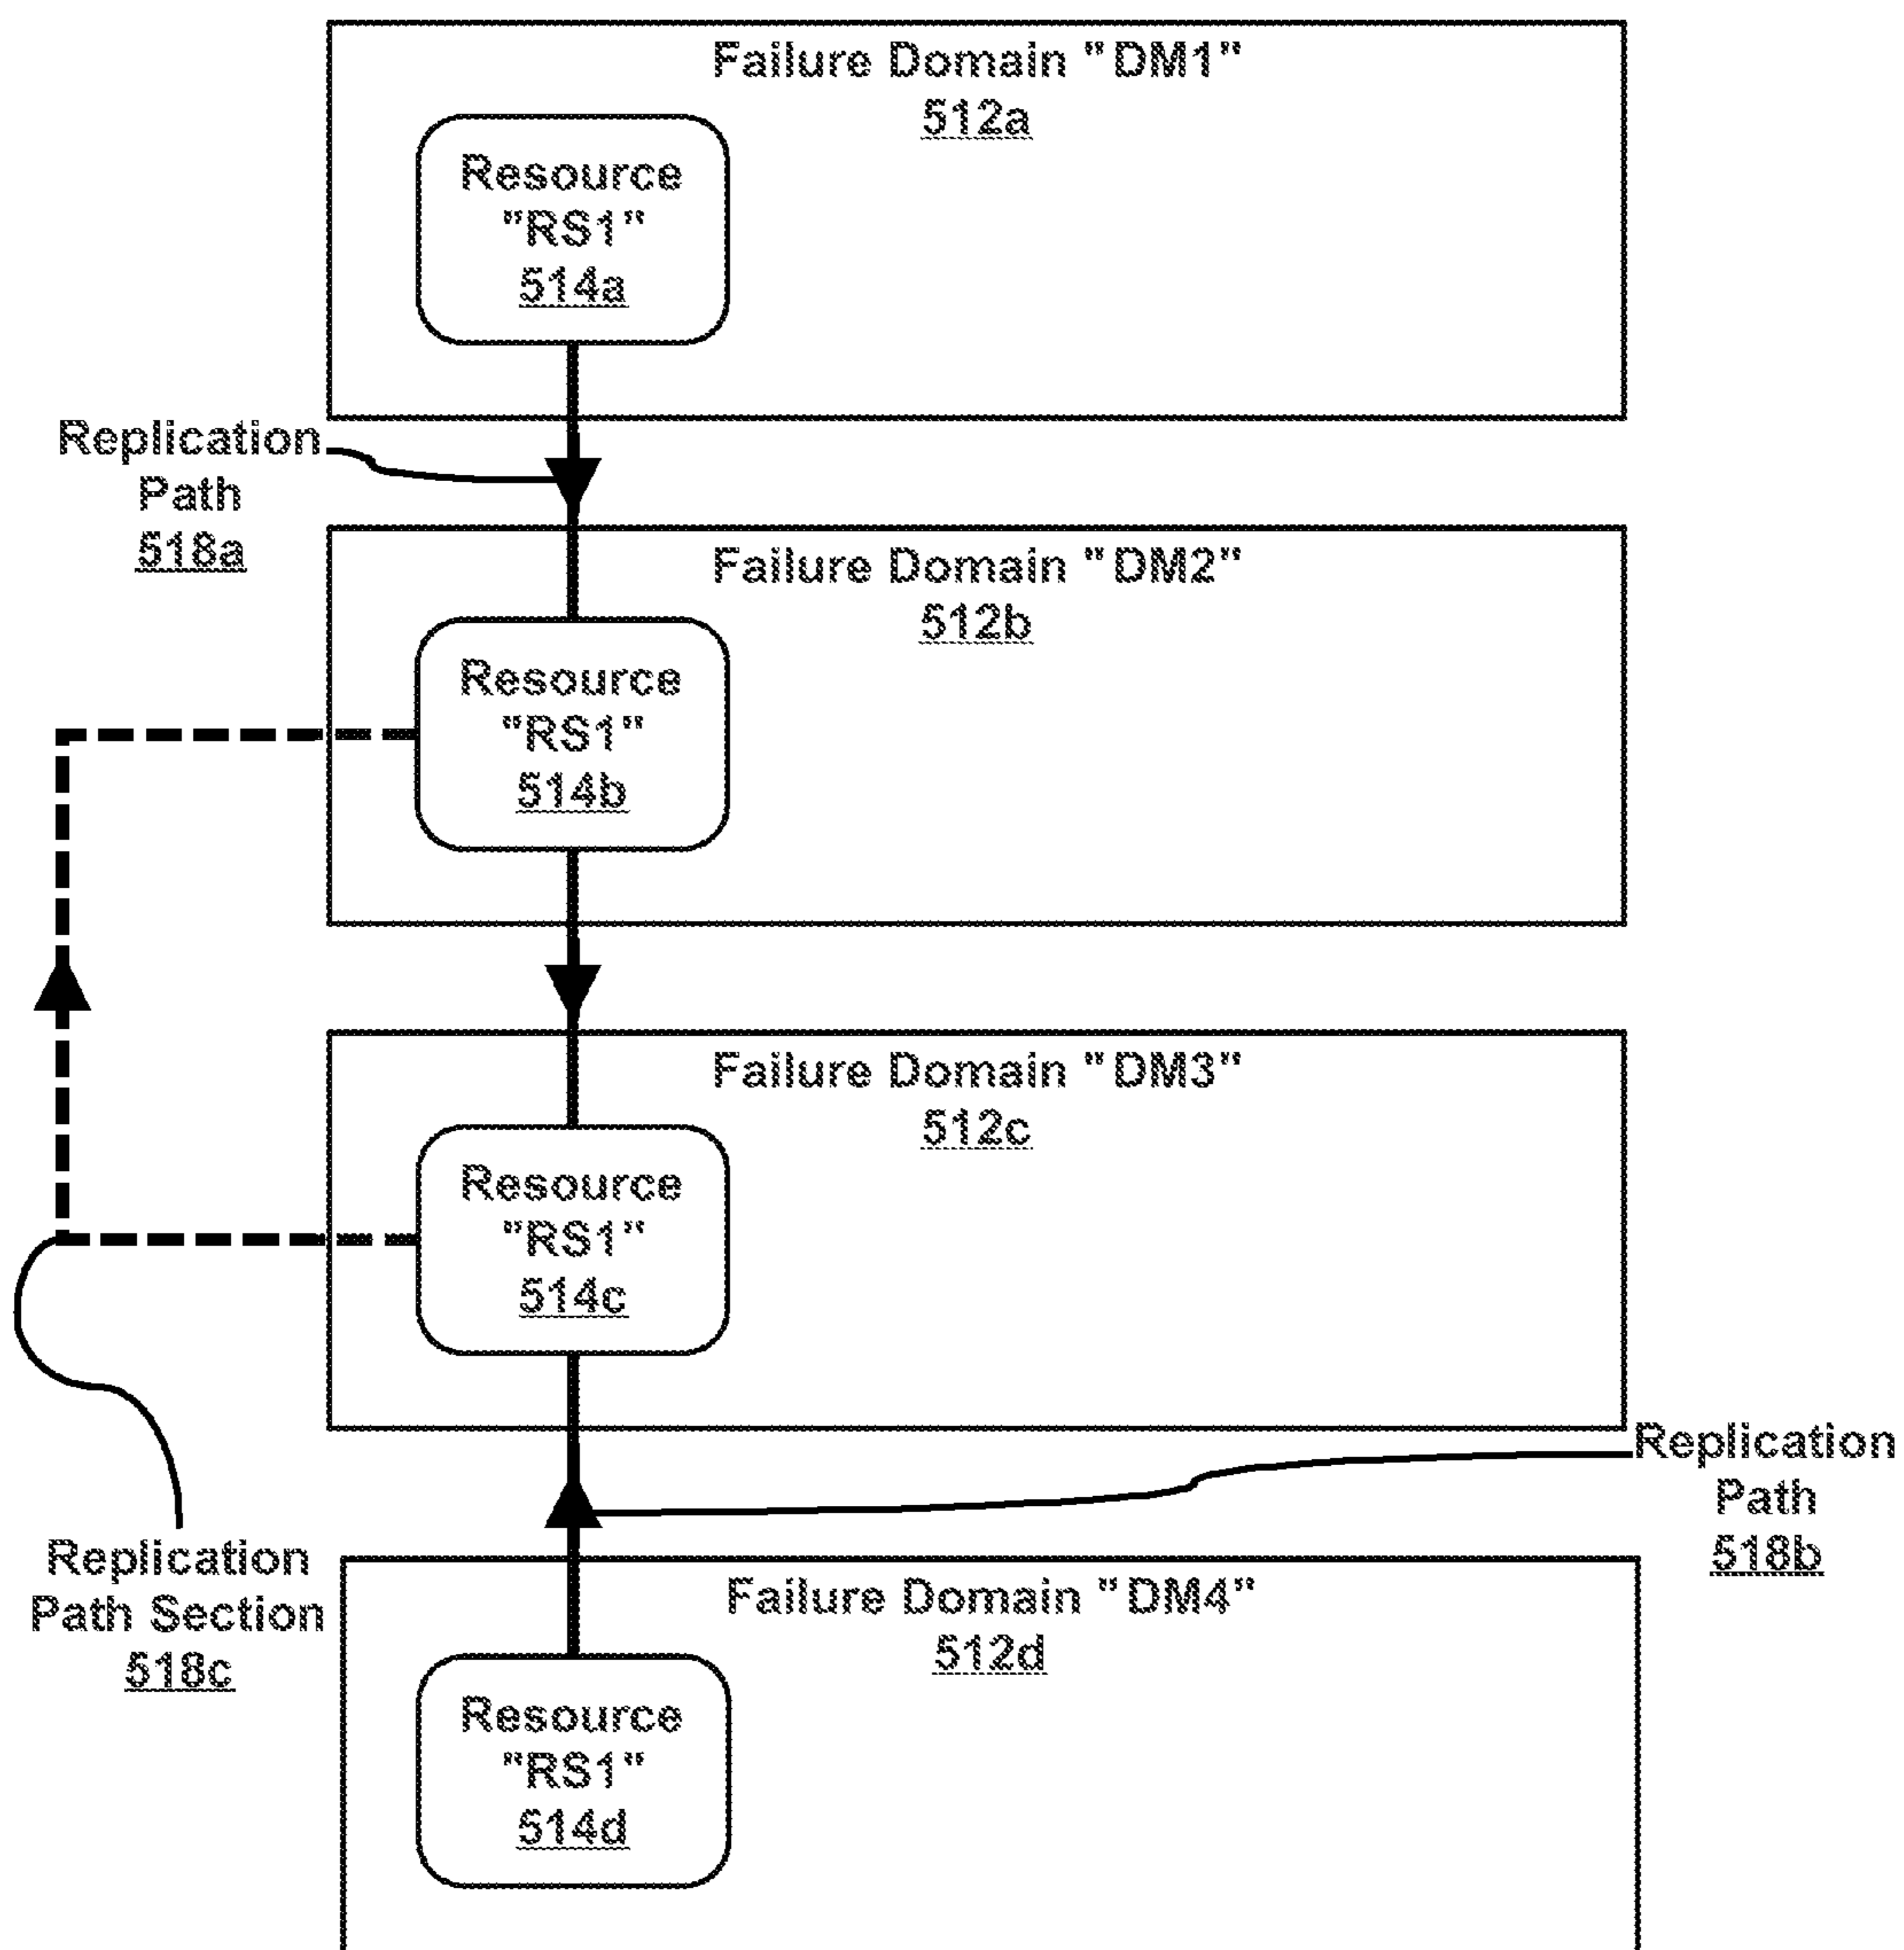 Failure Domain "DM1"
512a
Resource
"RS1"
514a
Replication
Path
518a
Failure Domain "DM2"
512b
Resource
"RS1"
514b
Failure Domain "DM3"
512c
Resource
"RS1"
514c
Replication
Path
518b
Replication
Path Section
518c
Failure Domain "DM4"
512d
Resource
"RS1"
514d